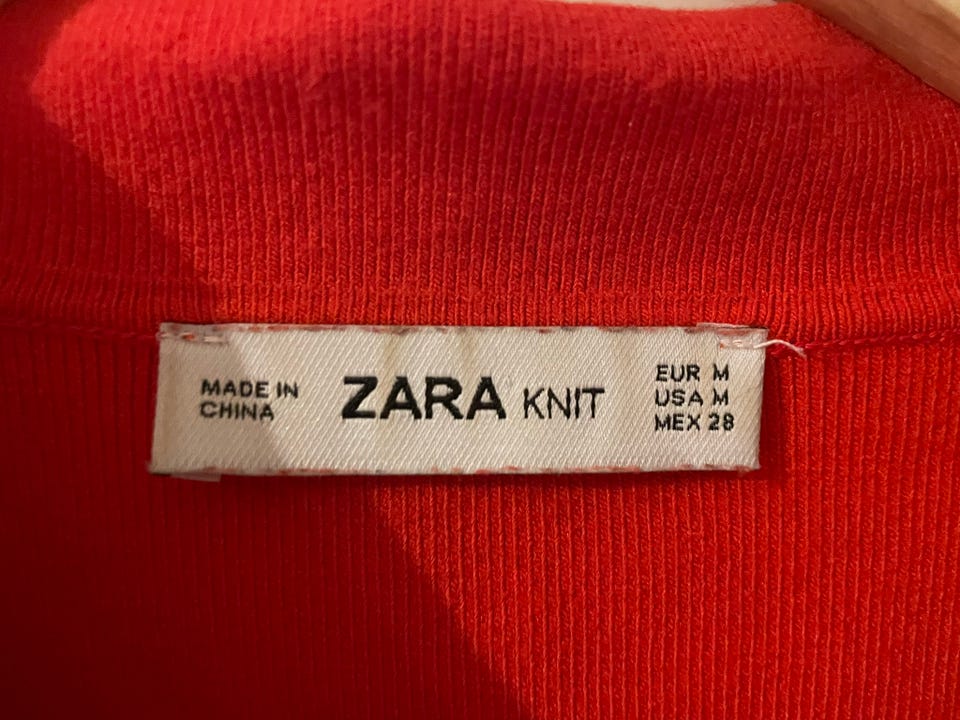 MADE IN
CHINA
ZARA KNIT
EUR M
USA M
MEX 28